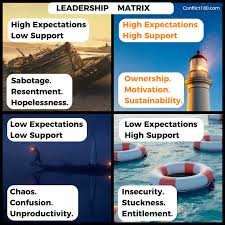 LEADERSHIP MATRIX
Conflict180.com
High Expectations
Low Support
Sabotage.
Resentment.
Hopelessness.
High Expectations
High Support
Ownership.
Motivation.
Sustainability.
Low Expectations
Low Support
Chaos.
Confusion.
Unproductivity.
Low Expectations
High Support
Insecurity.
Stuckness.
Entitlement.